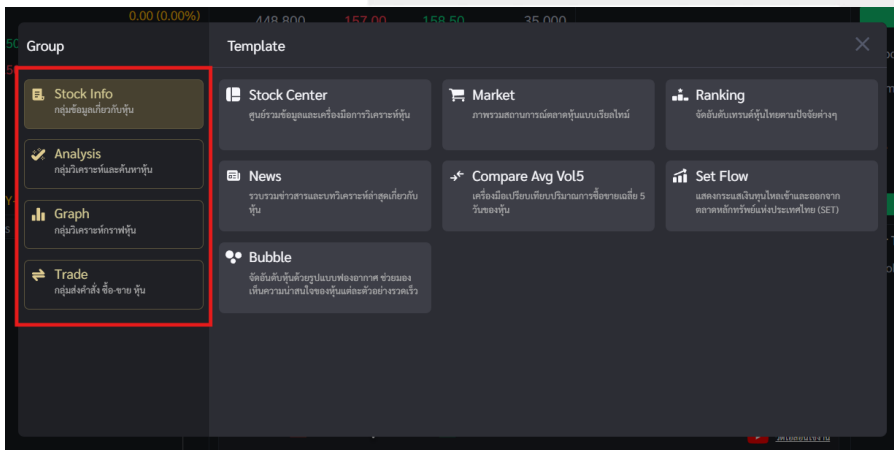 0.00 (0.00%)
448,800 157.00 158.50 35,000
Group
Template
Stock Info
กลุ่มข้อมูลเกี่ยวกับหุ้น
Analysis
กลุ่มวิเคราะห์และค้นหาหุ้น
Graph
กลุ่มวิเคราะห์กราฟหุ้น
Trade
กลุ่มส่งคำสั่ง ซื้อ-ขาย หุ้น
Stock Center
ศูนย์รวมข้อมูลและเครื่องมือการวิเคราะห์หุ้น
Market
ภาพรวมสถานการณ์ตลาดหุ้นแบบเรียลไทม์
Ranking
จัดอันดับเทรนด์หุ้นไทยตามปัจจัยต่างๆ
News
รวบรวมข่าวสารและบทวิเคราะห์ล่าสุดเกี่ยวกับ
หุ้น
Compare Avg Vol5
เครื่องมือเปรียบเทียบปริมาณการซื้อขายเฉลี่ย 5
วันของหุ้น
Set Flow
แสดงกระแสเงินทุนไหลเข้าและออกจาก
ตลาดหลักทรัพย์แห่งประเทศไทย (SET)
Bubble
จัดอันดับหุ้นด้วยรูปแบบฟองอากาศ ช่วยมอง
เห็นความน่าสนใจของหุ้นแต่ละตัวอย่างรวดเร็ว